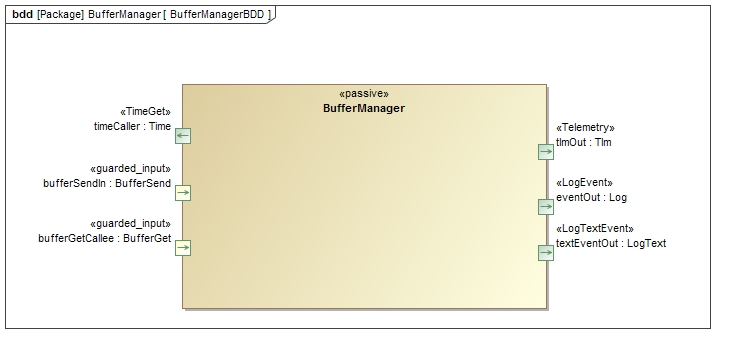 bdd [Package] BufferManager [ BufferManagerBDD ]
«passive»
BufferManager
«TimeGet»
timeCaller : Time
«guarded_input»
bufferSendIn : BufferSend
«guarded_input»
bufferGetCallee : BufferGet
«Telemetry»
tlmOut : Tlm
«LogEvent»
eventOut : Log
«LogTextEvent»
textEventOut : LogText